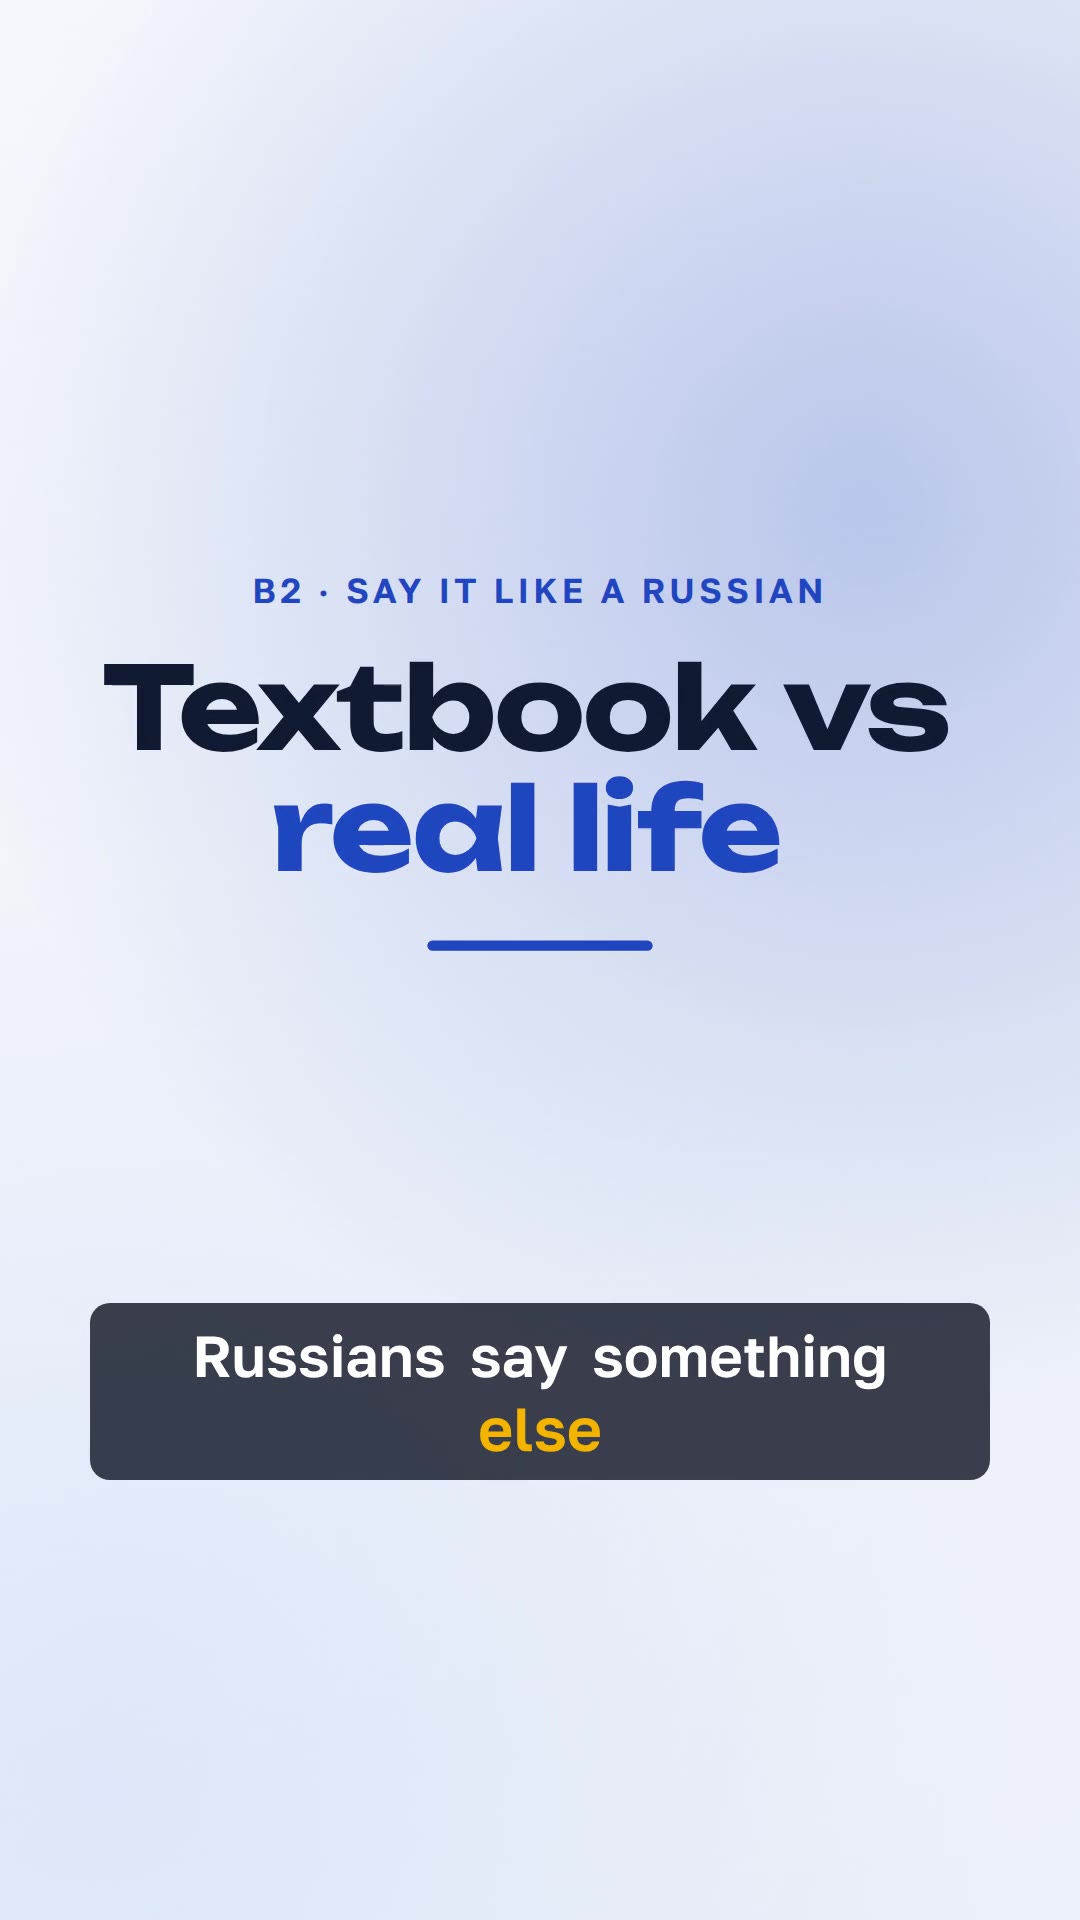 B2 · SAY IT LIKE A RUSSIAN
Textbook vs
real life
Russians say something
else